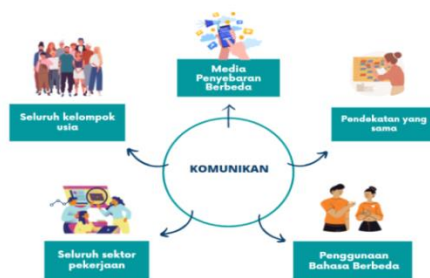 Media
Penyebaran
Berbeda
Seluruh kelompok
usia
Pendekatan yang
sama
KOMUNIKAN
Seluruh sektor
pekerjaan
Penggunaan
Bahasa Berbeda